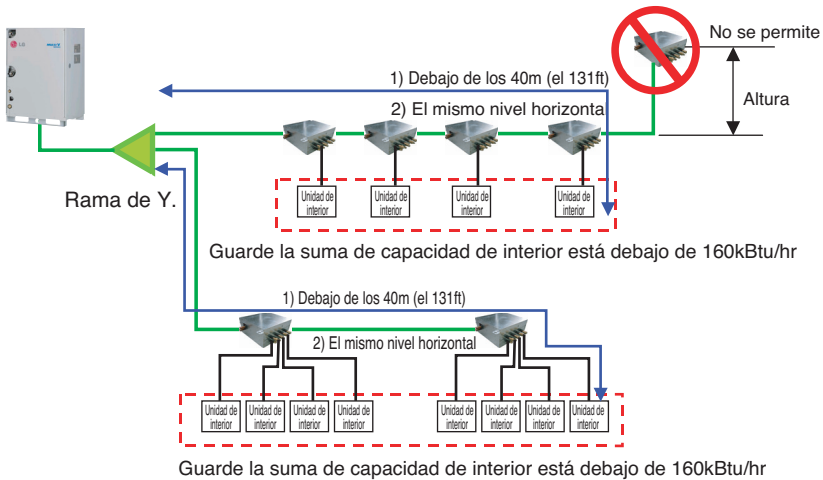 No se permite
LG
1) Debajo de los 40m (el 131ft)
2) El mismo nivel horizonta
Altura
Rama de Y.
Unidad de
interior
Unidad de
interior
Unidad de
interior
Unidad de
interior
Guarde la suma de capacidad de interior está debajo de 160kBtu/hr
1) Debajo de los 40m (el 131ft)
2) El mismo nivel horizontal
Unidad de
interior
Unidad de
interior
Unidad de
interior
Unidad de
interior
Unidad de
interior
Unidad de
interior
Unidad de
interior
Unidad de
interior
Guarde la suma de capacidad de interior está debajo de 160kBtu/hr